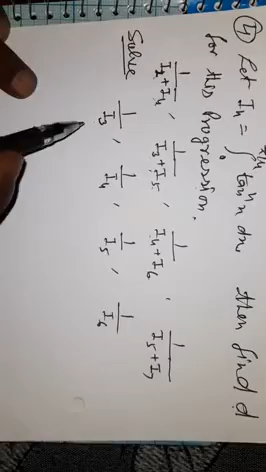 ④ Let Iₙ = ∫₀^π/4 tanⁿx dx, then find d
for this progression.
1/(I₂+I₄), 1/(I₃+I₅), 1/(I₄+I₆), 1/(I₅+I₇)
Solve
1/I₃, 1/I₄, 1/I₅, 1/I₆